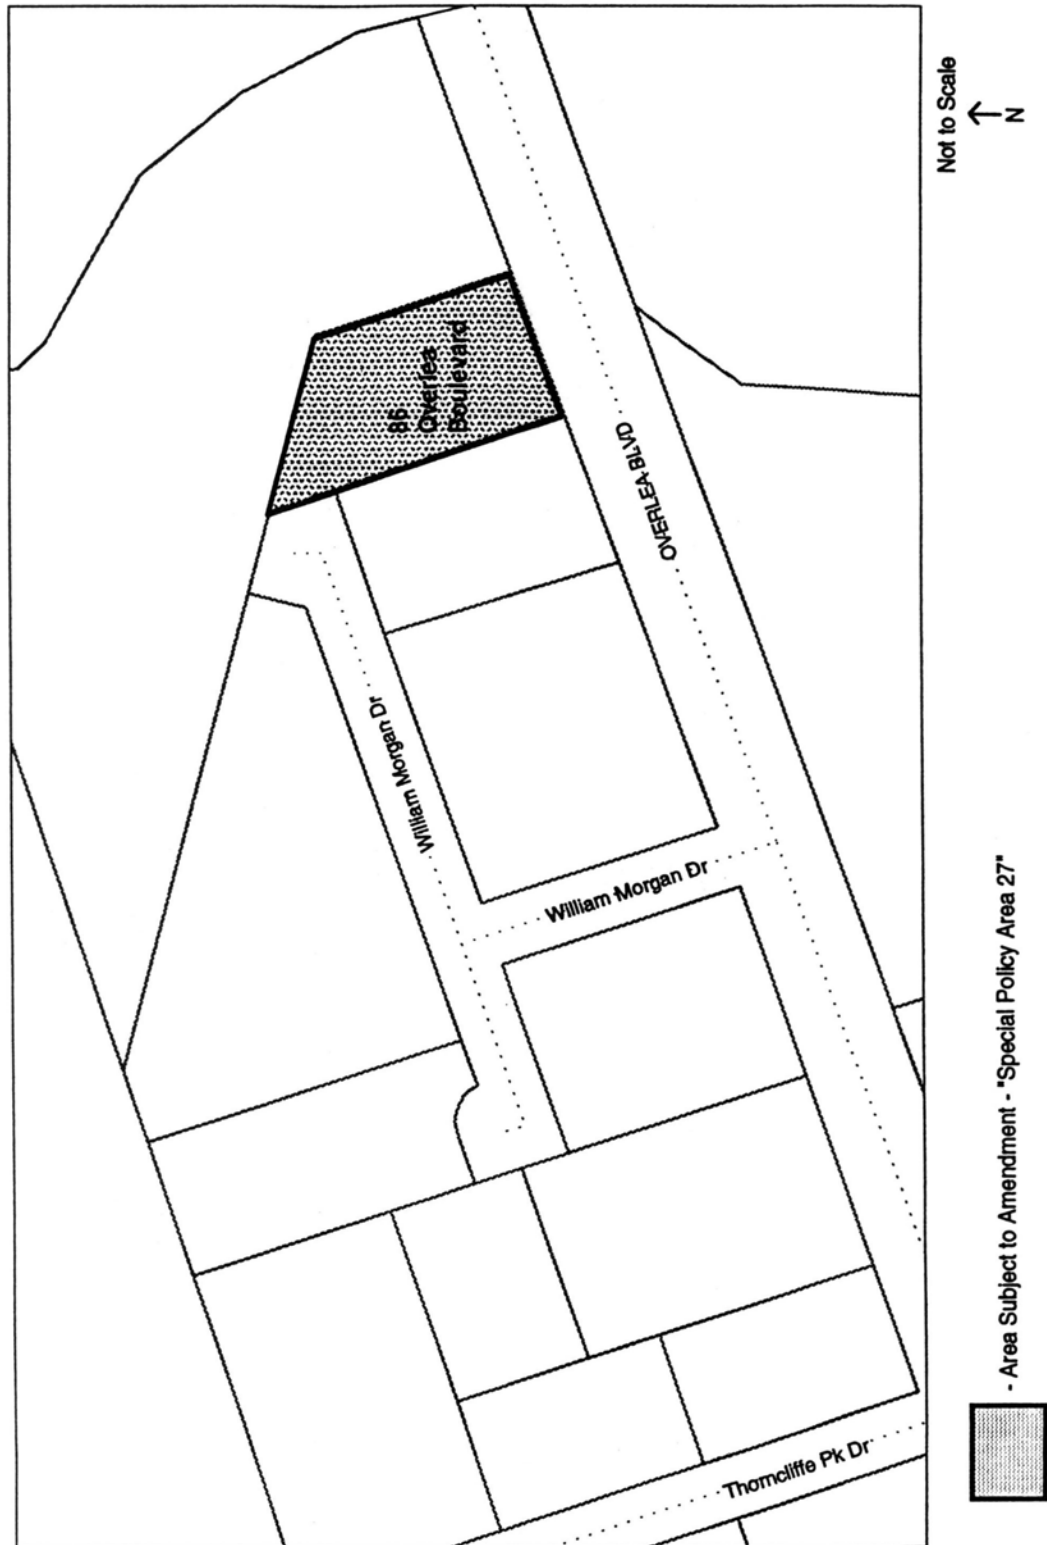 86
Overlea
Boulevard
OVERLEA BLVD
William Morgan Dr
William Morgan Dr
Thorncliffe Pk Dr
Not to Scale
N
- Area Subject to Amendment - "Special Policy Area 27"